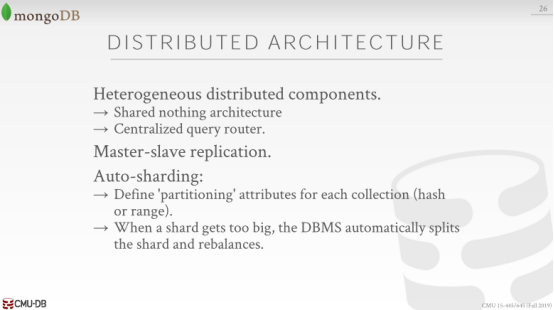 mongoDB
26
DISTRIBUTED ARCHITECTURE
Heterogeneous distributed components.
→ Shared nothing architecture
→ Centralized query router.
Master-slave replication.
Auto-sharding:
→ Define 'partitioning' attributes for each collection (hash
or range).
→ When a shard gets too big, the DBMS automatically splits
the shard and rebalances.
CMU·DB
CMU 15-445/645 (Fall 2019)